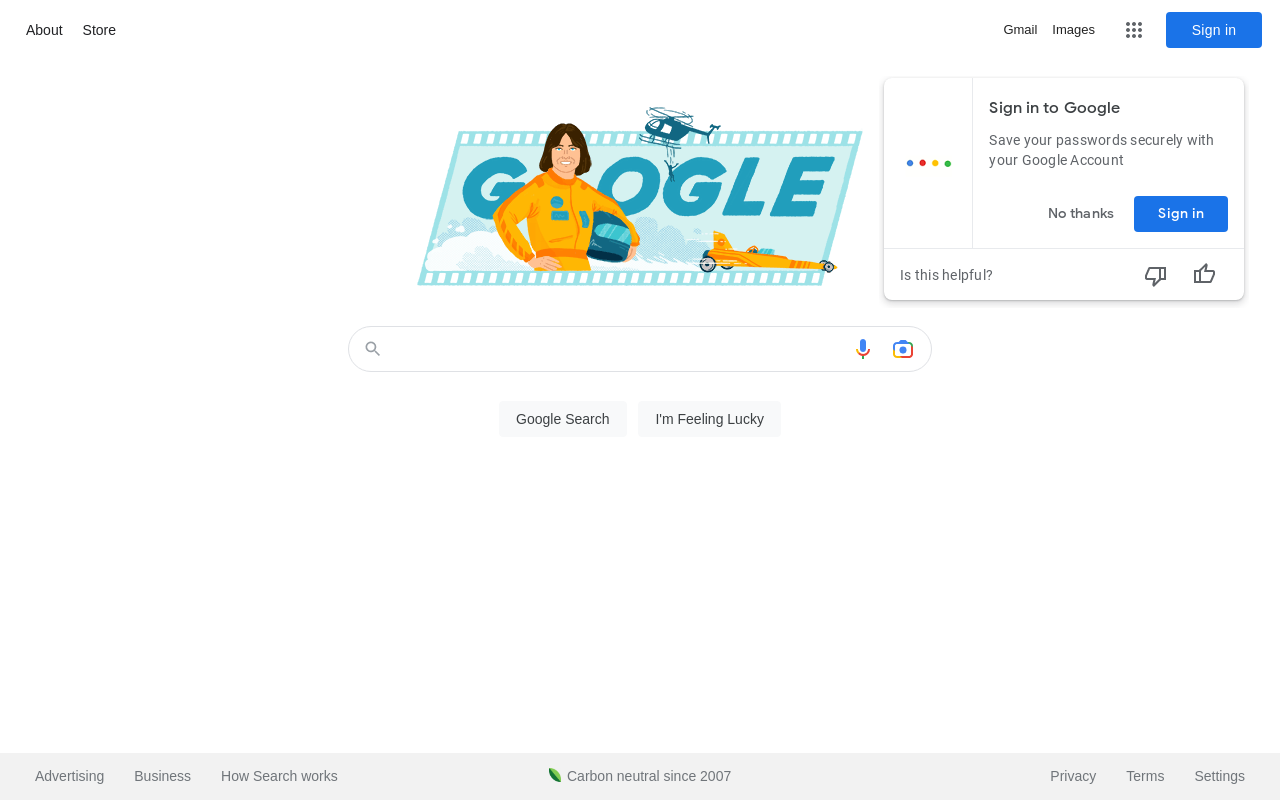 About Store
Gmail Images Sign in
GOOGLE
Sign in to Google
Save your passwords securely with
your Google Account
No thanks Sign in
Is this helpful?
Google Search I'm Feeling Lucky
Advertising Business How Search works
Carbon neutral since 2007
Privacy Terms Settings